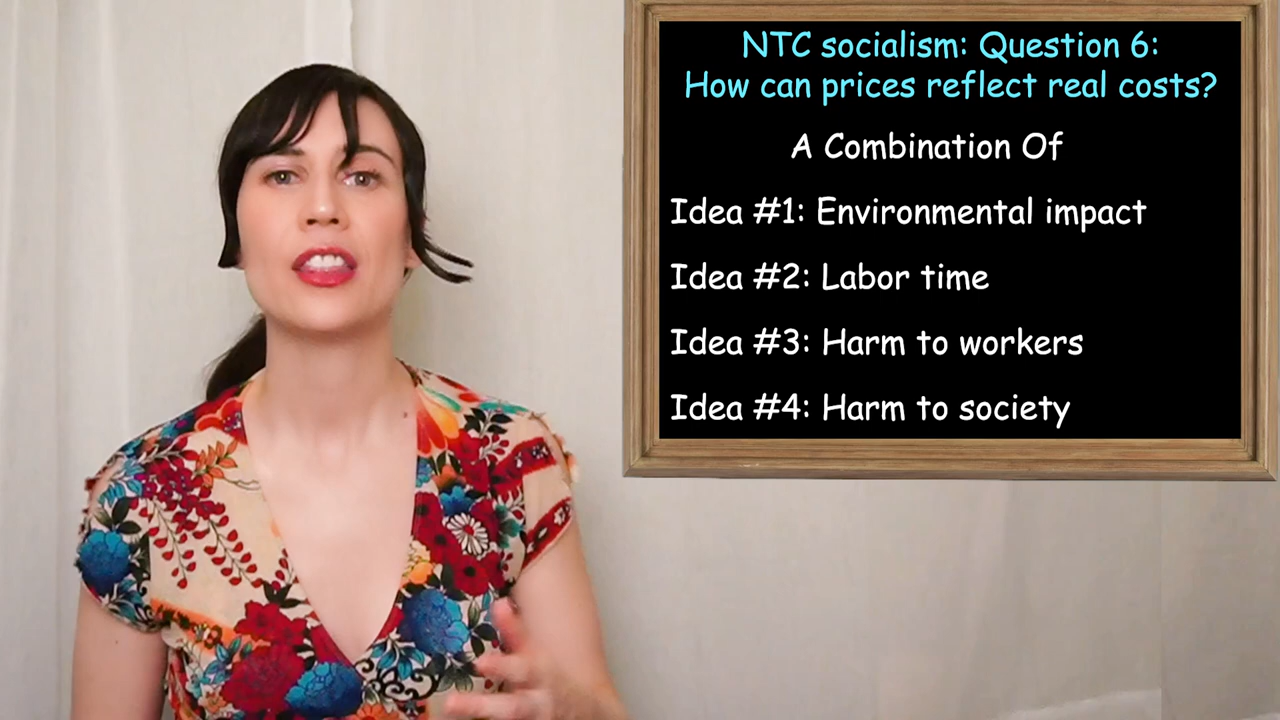 NTC socialism: Question 6:
How can prices reflect real costs?
A Combination Of
Idea #1: Environmental impact
Idea #2: Labor time
Idea #3: Harm to workers
Idea #4: Harm to society